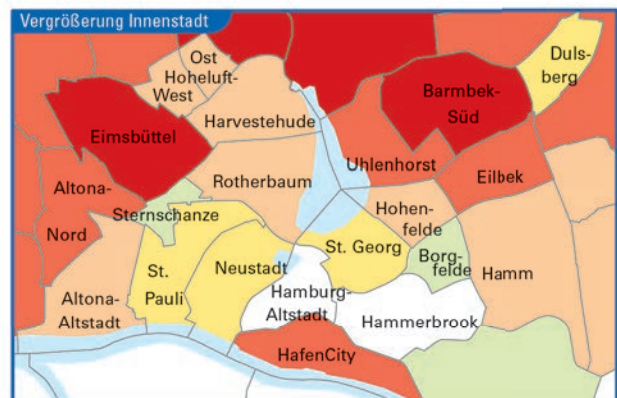 Vergrößerung Innenstadt
Ost
Hoheluft-
West
Duls-
berg
Barmbek-
Süd
Eimsbüttel
Harvestehude
Uhlenhorst
Eilbek
Altona-
Nord
Rotherbaum
Sternschanze
Hohen-
felde
St. Georg
Borg-
felde
Hamm
St.
Pauli
Neustadt
Altona-
Altstadt
Hamburg-
Altstadt
Hammerbrook
HafenCity